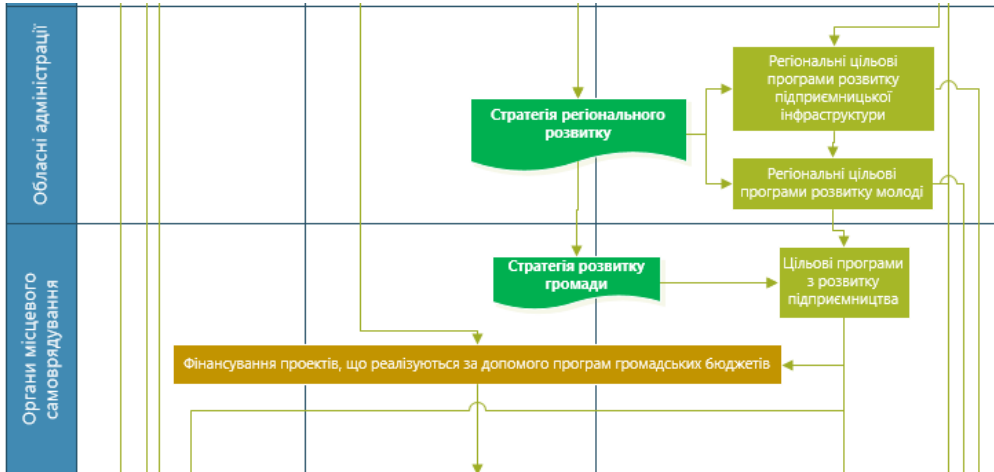 Обласні адміністрації
Стратегія регіонального
розвитку
Регіональні цільові
програми розвитку
підприємницької
інфраструктури
Регіональні цільові
програми розвитку молоді
Органи місцевого
самоврядування
Стратегія розвитку
громади
Цільові програми
з розвитку
підприємництва
Фінансування проектів, що реалізуються за допомого програм громадських бюджетів